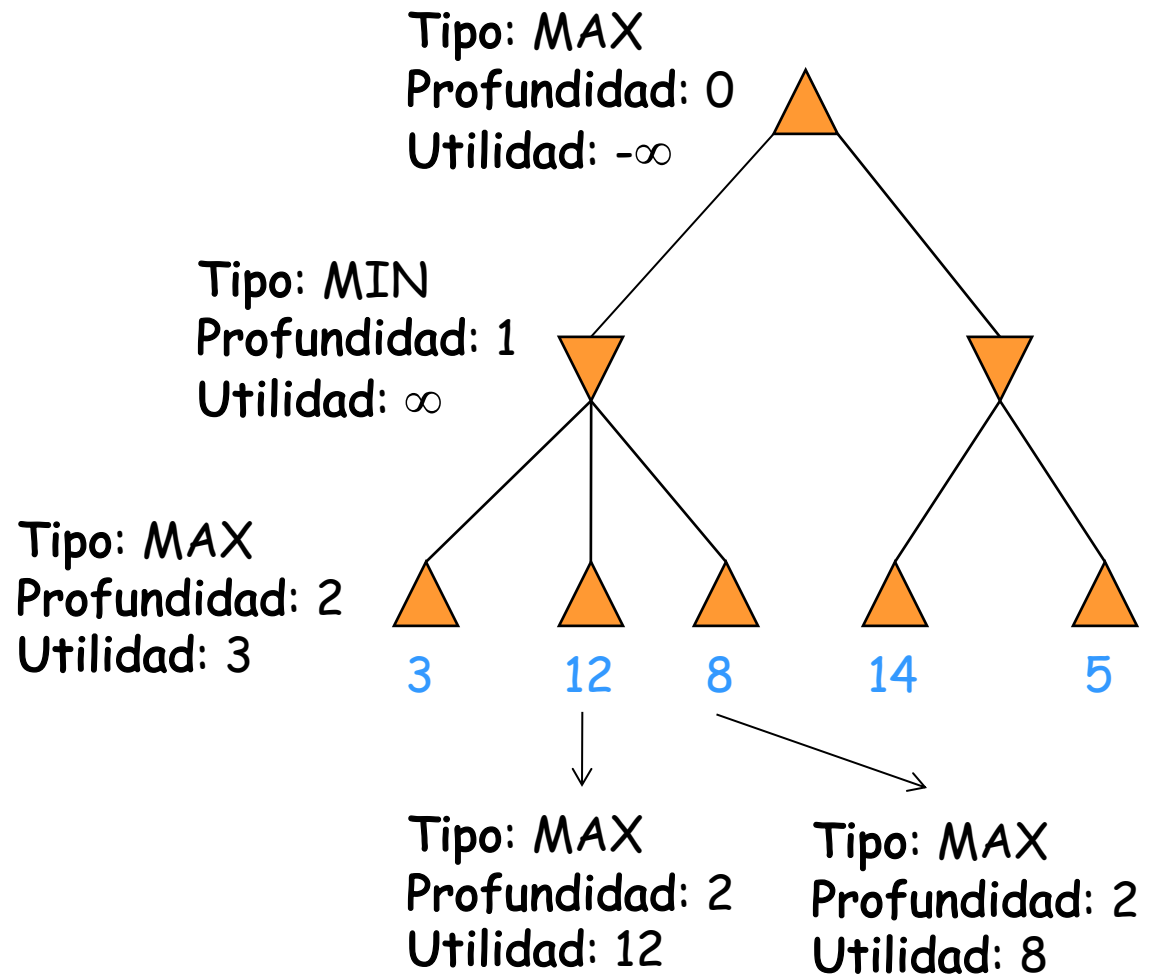 Tipo: MAX
Profundidad: 0
Utilidad: -∞
Tipo: MIN
Profundidad: 1
Utilidad: ∞
Tipo: MAX
Profundidad: 2
Utilidad: 3
3 12 8 14 5
Tipo: MAX
Profundidad: 2
Utilidad: 12
Tipo: MAX
Profundidad: 2
Utilidad: 8